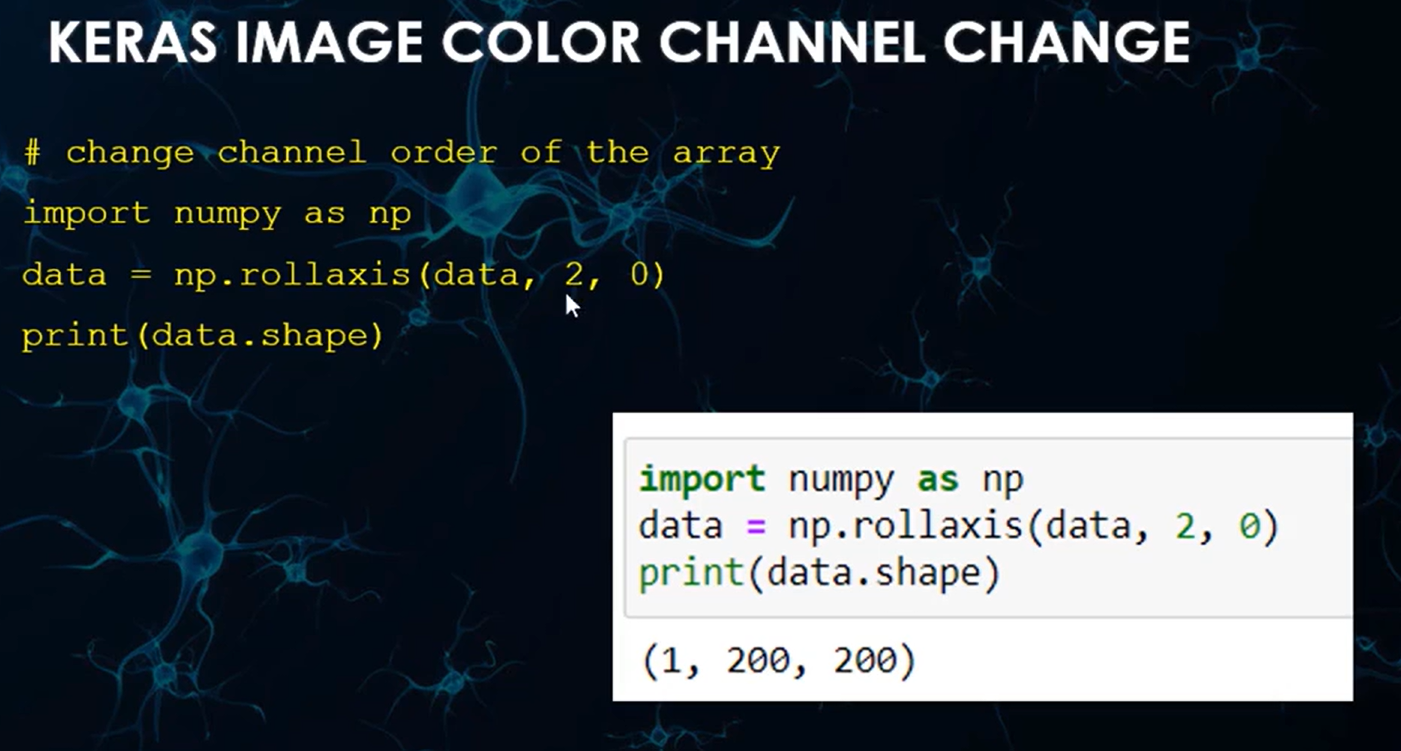 KERAS IMAGE COLOR CHANNEL CHANGE
# change channel order of the array
import numpy as np
data = np.rollaxis(data, 2, 0)
print(data.shape)
import numpy as np
data = np.rollaxis(data, 2, 0)
print(data.shape)
(1, 200, 200)